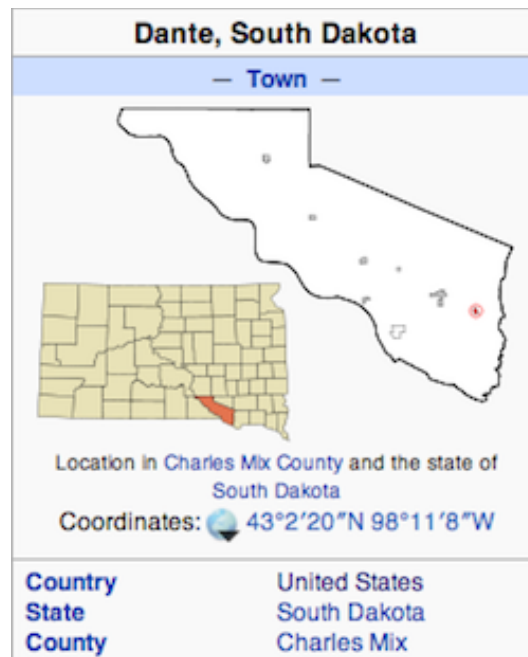 Dante, South Dakota
— Town —
Location in Charles Mix County and the state of
South Dakota
Coordinates: 43°2′20″N 98°11′8″W
Country United States
State South Dakota
County Charles Mix